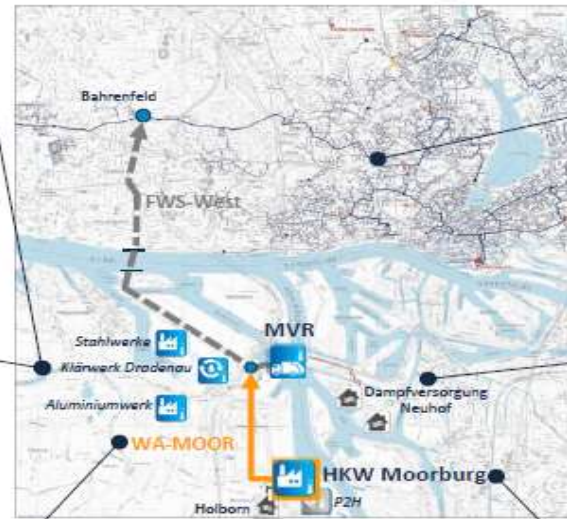 Bahrenfeld
FWS-West
MVR
Stahlwerke
Klärwerk Dradenau
Dampfversorgung
Neuhof
Aluminiumwerk
WA-MOOR
HKW Moorburg
P2H
Holborn